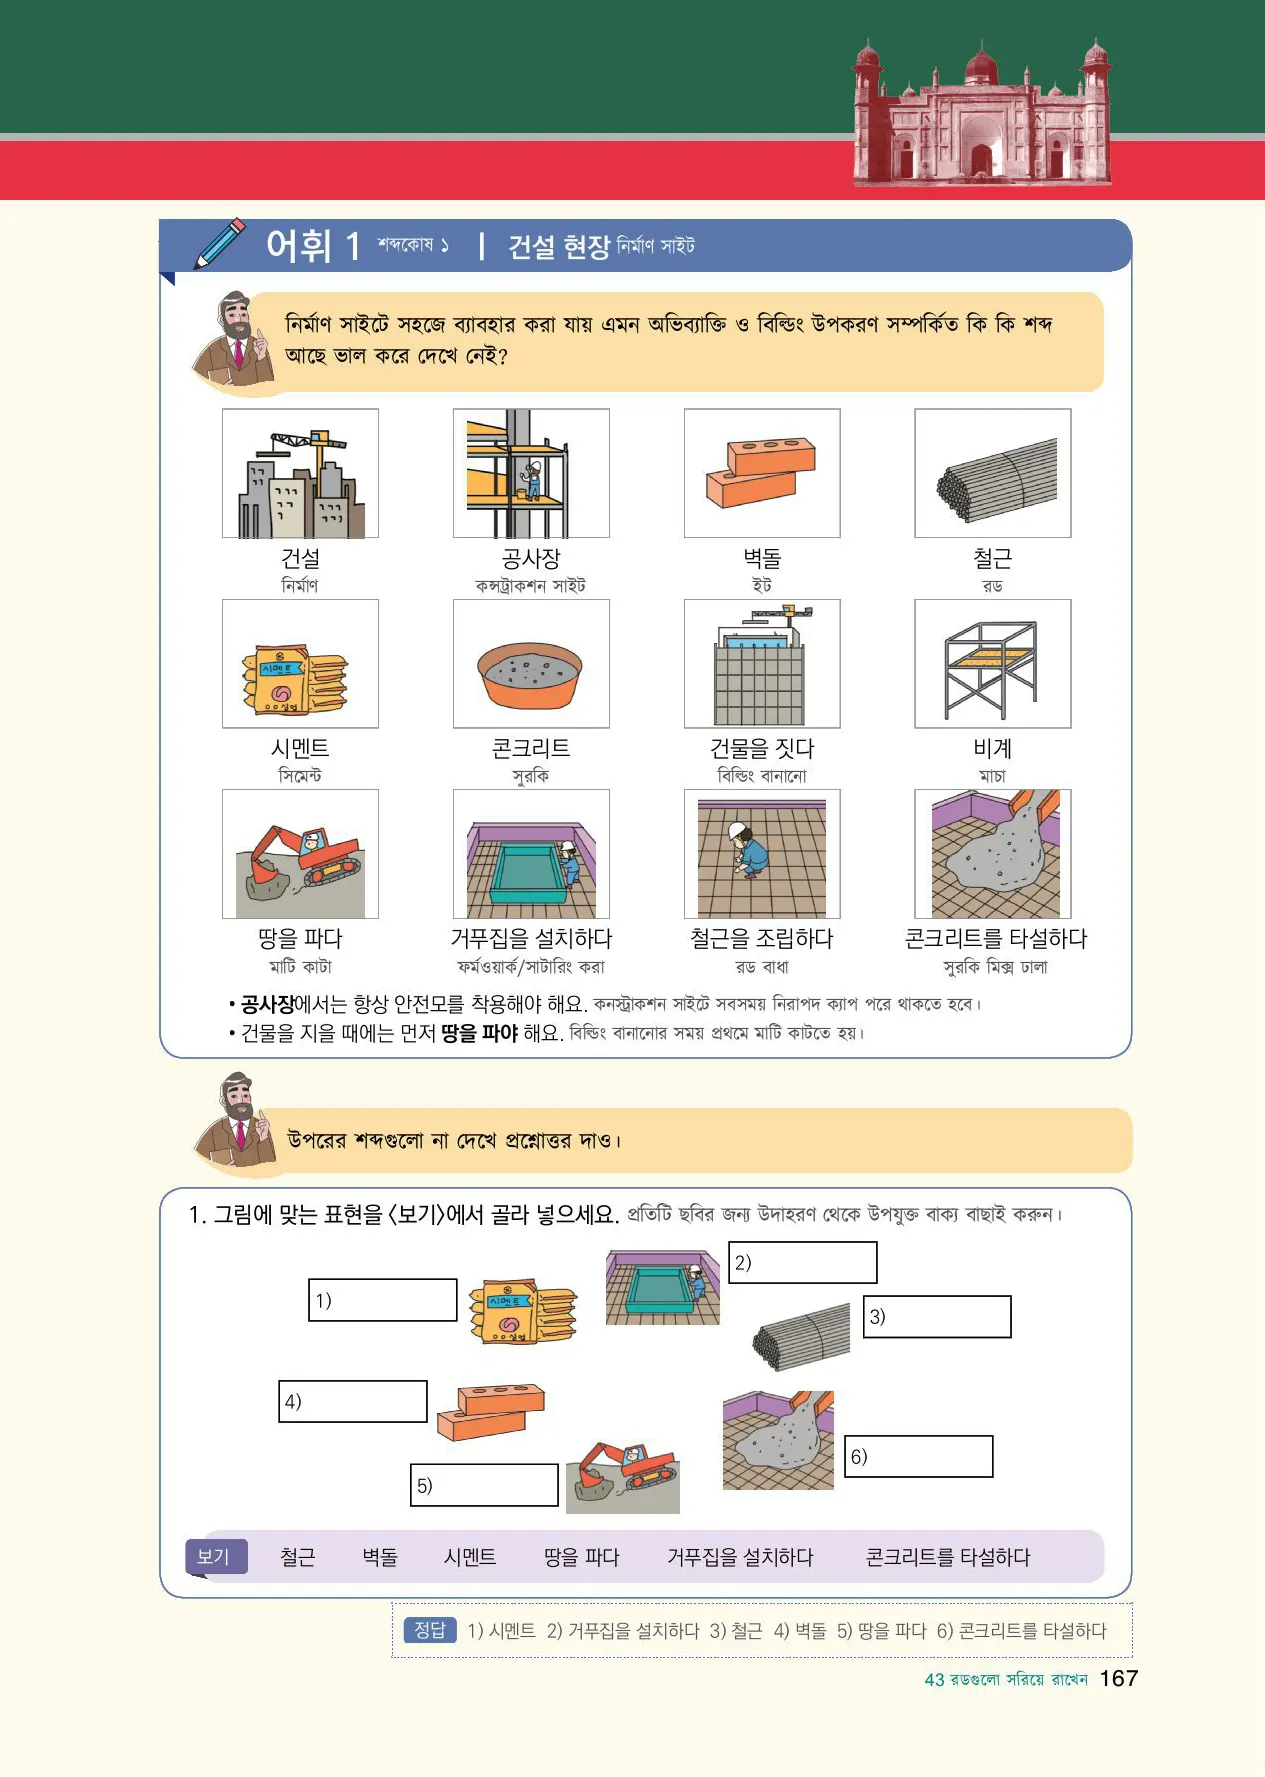 어휘 1 শব্দকোষ ১ | 건설 현장 নির্মাণ সাইট
নির্মাণ সাইটে সহজে ব্যাবহার করা যায় এমন অভিব্যাক্তি ও বিল্ডিং উপকরণ সম্পর্কিত কি কি শব্দ
আছে ভাল করে দেখে নেই?
건설 공사장 벽돌 철근
নির্মাণ কন্সট্রাকশন সাইট ইট রড
시멘트
시멘트 콘크리트 건물을 짓다 비계
সিমেন্ট সুরকি বিল্ডিং বানানো মাচা
땅을 파다 거푸집을 설치하다 철근을 조립하다 콘크리트를 타설하다
মাটি কাটা ফর্মওয়ার্ক/সাটারিং করা রড বাধা সুরকি মিক্স ঢালা
• 공사장에서는 항상 안전모를 착용해야 해요. কনস্ট্রাকশন সাইটে সবসময় নিরাপদ ক্যাপ পরে থাকতে হবে।
• 건물을 지을 때에는 먼저 땅을 파야 해요. বিল্ডিং বানানোর সময় প্রথমে মাটি কাটতে হয়।
উপরের শব্দগুলো না দেখে প্রশ্নোত্তর দাও।
1. 그림에 맞는 표현을 〈보기〉에서 골라 넣으세요. প্রতিটি ছবির জন্য উদাহরণ থেকে উপযুক্ত বাক্য বাছাই করুন।
2)
1)
시멘트
3)
4)
6)
5)
보기 철근 벽돌 시멘트 땅을 파다 거푸집을 설치하다 콘크리트를 타설하다
정답 1) 시멘트 2) 거푸집을 설치하다 3) 철근 4) 벽돌 5) 땅을 파다 6) 콘크리트를 타설하다
43 রডগুলো সরিয়ে রাখেন 167